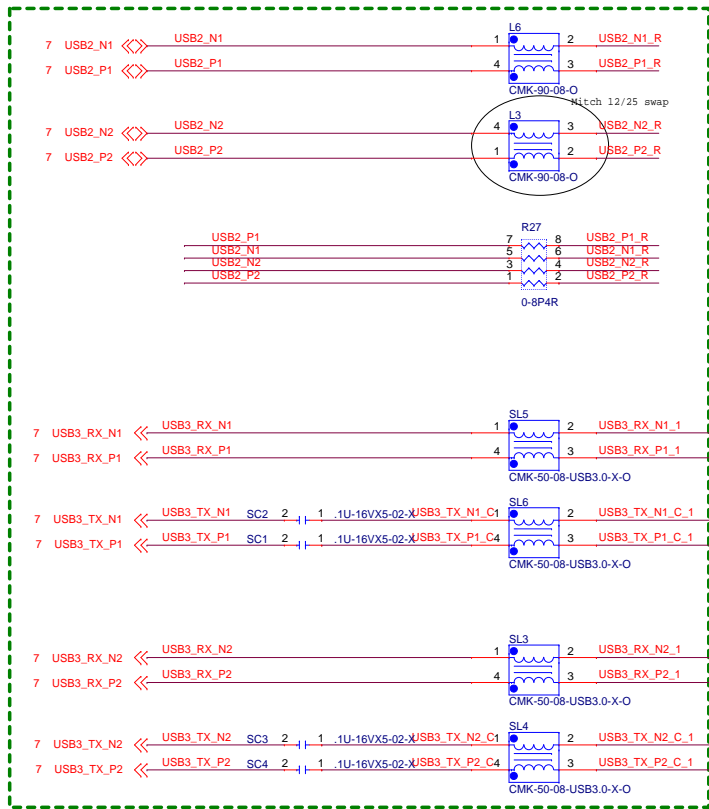 L6
7 USB2_N1 USB2_N1 1 2 USB2_N1_R
7 USB2_P1 USB2_P1 4 3 USB2_P1_R
CMK-90-08-O
Mitch 12/25 swap
L3
7 USB2_N2 USB2_N2 4 3 USB2_N2_R
7 USB2_P2 USB2_P2 1 2 USB2_P2_R
CMK-90-08-O
R27
USB2_P1 7 8 USB2_P1_R
USB2_N1 5 6 USB2_N1_R
USB2_N2 3 4 USB2_N2_R
USB2_P2 1 2 USB2_P2_R
0-8P4R
SL5
7 USB3_RX_N1 USB3_RX_N1 1 2 USB3_RX_N1_1
7 USB3_RX_P1 USB3_RX_P1 4 3 USB3_RX_P1_1
CMK-50-08-USB3.0-X-O
SL6
7 USB3_TX_N1 USB3_TX_N1 SC2 2 1 .1U-16VX5-02-X USB3_TX_N1_C 1 2 USB3_TX_N1_C_1
7 USB3_TX_P1 USB3_TX_P1 SC1 2 1 .1U-16VX5-02-X USB3_TX_P1_C 4 3 USB3_TX_P1_C_1
CMK-50-08-USB3.0-X-O
SL3
7 USB3_RX_N2 USB3_RX_N2 1 2 USB3_RX_N2_1
7 USB3_RX_P2 USB3_RX_P2 4 3 USB3_RX_P2_1
CMK-50-08-USB3.0-X-O
SL4
7 USB3_TX_N2 USB3_TX_N2 SC3 2 1 .1U-16VX5-02-X USB3_TX_N2_C 1 2 USB3_TX_N2_C_1
7 USB3_TX_P2 USB3_TX_P2 SC4 2 1 .1U-16VX5-02-X USB3_TX_P2_C 4 3 USB3_TX_P2_C_1
CMK-50-08-USB3.0-X-O